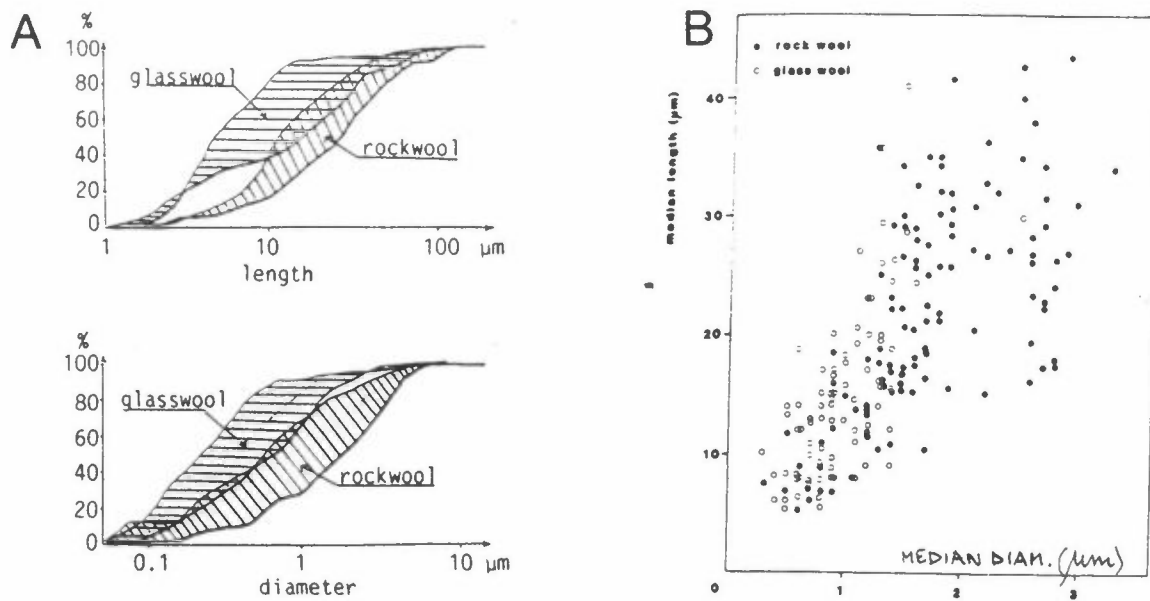 A
%
100
80
60
40
20
0
glasswool
rockwool
1
10
100
µm
length
%
100
80
60
40
20
0
glasswool
rockwool
0.1
1
10
µm
diameter
B
• rock wool
○ glass wool
median length (µm)
40
30
20
10
0
1
2
3
MEDIAN DIAM. (µm)